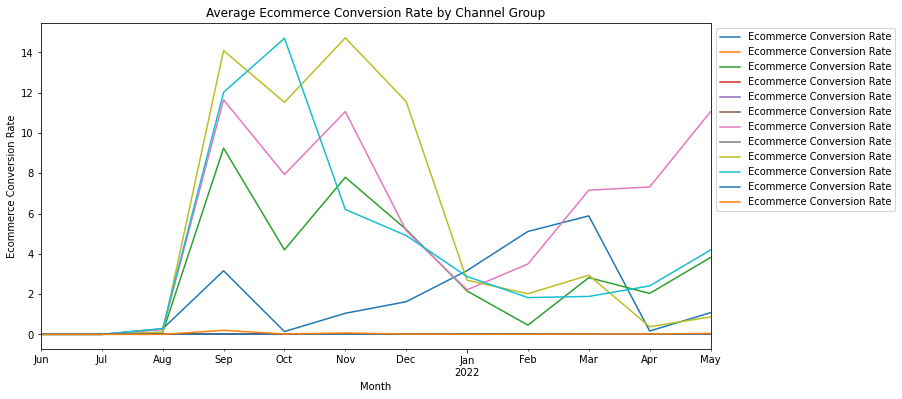 Average Ecommerce Conversion Rate by Channel Group
Ecommerce Conversion Rate
14
12
10
8
6
4
2
0
Jun
Jul
Aug
Sep
Oct
Nov
Dec
Jan
2022
Feb
Mar
Apr
May
Month
Ecommerce Conversion Rate
Ecommerce Conversion Rate
Ecommerce Conversion Rate
Ecommerce Conversion Rate
Ecommerce Conversion Rate
Ecommerce Conversion Rate
Ecommerce Conversion Rate
Ecommerce Conversion Rate
Ecommerce Conversion Rate
Ecommerce Conversion Rate
Ecommerce Conversion Rate
Ecommerce Conversion Rate